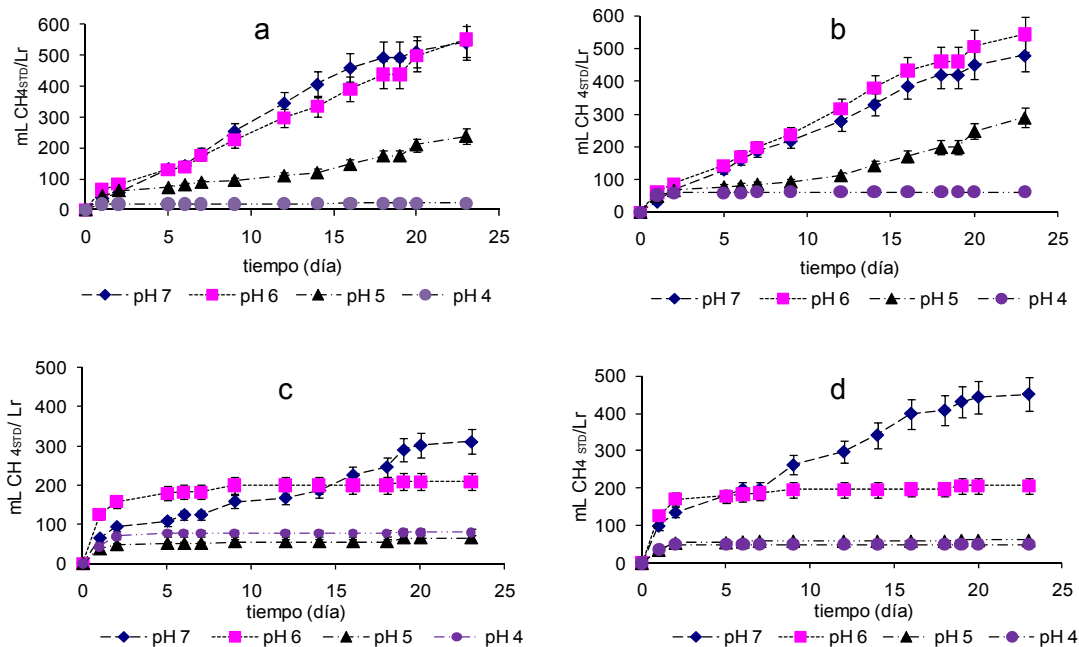 a
mL CH4STD/Lr
600
500
400
300
200
100
0
0 5 10 15 20 25
tiempo (día)
pH 7 pH 6 pH 5 pH 4
b
mL CH 4STD/Lr
600
500
400
300
200
100
0
0 5 10 15 20 25
tiempo (día)
pH 7 pH 6 pH 5 pH 4
c
mL CH 4STD/ Lr
500
400
300
200
100
0
0 5 10 15 20 25
tiempo (día)
pH 7 pH 6 pH 5 pH 4
d
mL CH4 STD/Lr
500
400
300
200
100
0
0 5 10 15 20 25
tiempo (día)
pH 7 pH 6 pH 5 pH 4